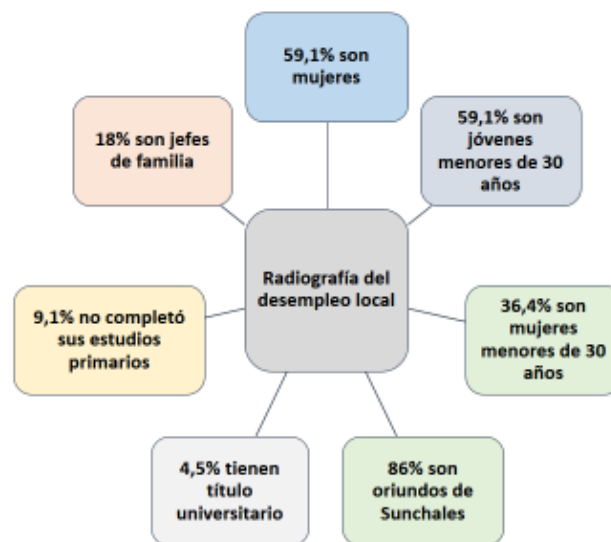 59,1% son
mujeres
18% son jefes
de familia
59,1% son
jóvenes
menores de 30
años
Radiografía del
desempleo local
9,1% no completó
sus estudios
primarios
36,4% son
mujeres
menores de 30
años
4,5% tienen
título
universitario
86% son
oriundos de
Sunchales